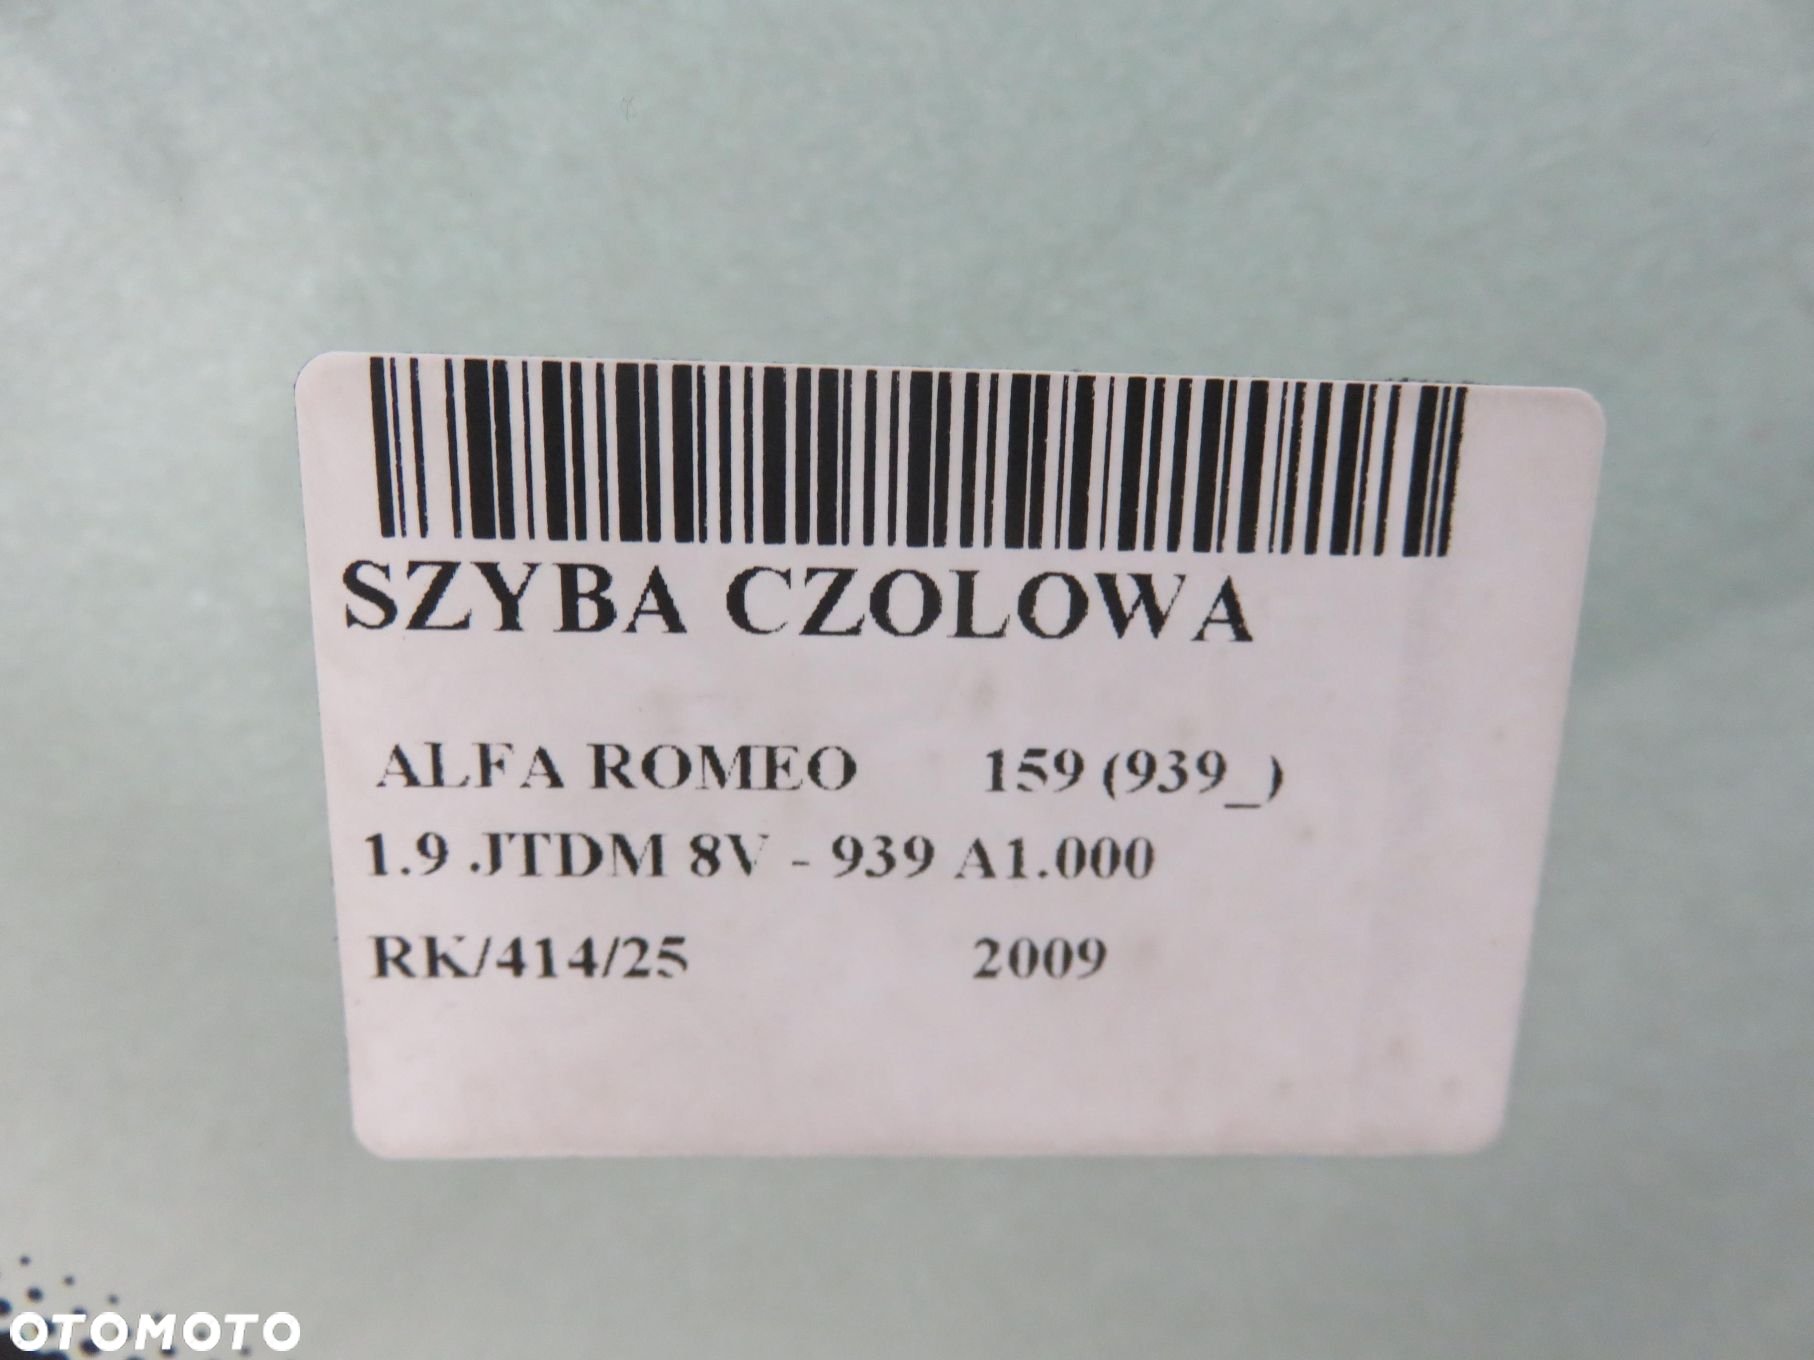 SZYBA CZOLOWA
ALFA ROMEO 159 (939_)
1.9 JTDM 8V - 939 A1.000
RK/414/25 2009
OTOMOTO